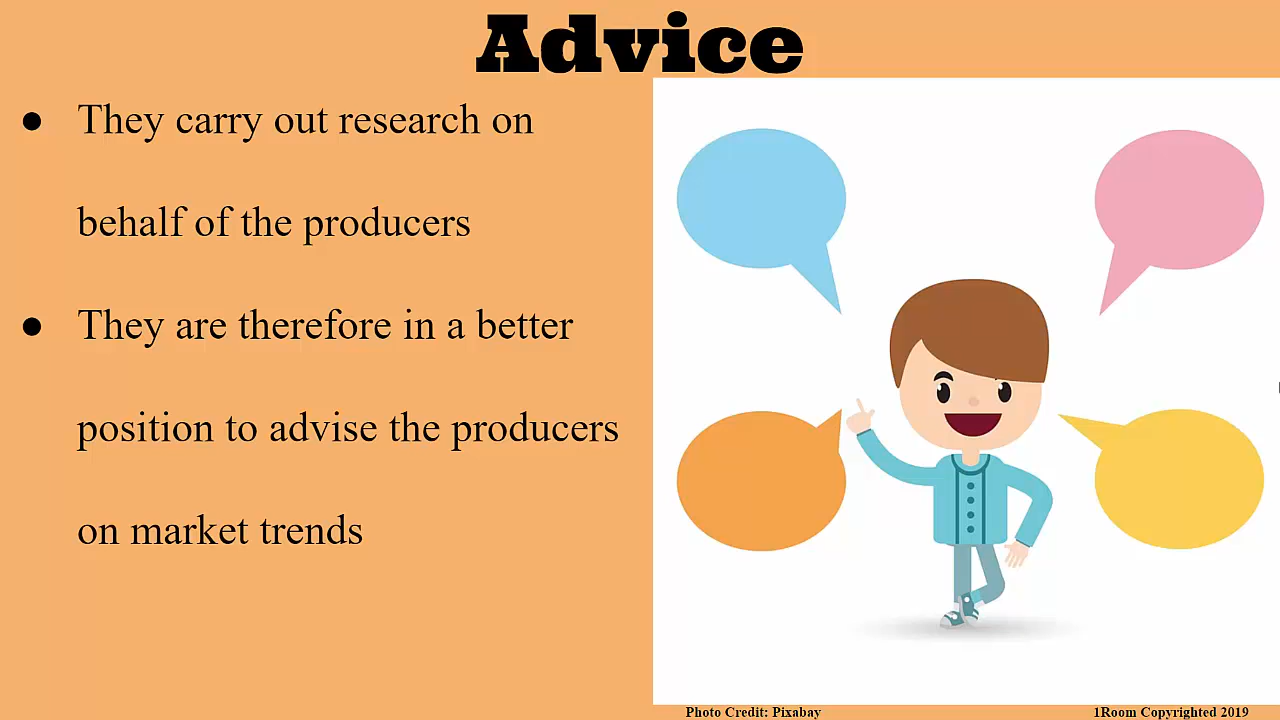 Advice
● They carry out research on
behalf of the producers
● They are therefore in a better
position to advise the producers
on market trends
Photo Credit: Pixabay
1Room Copyrighted 2019